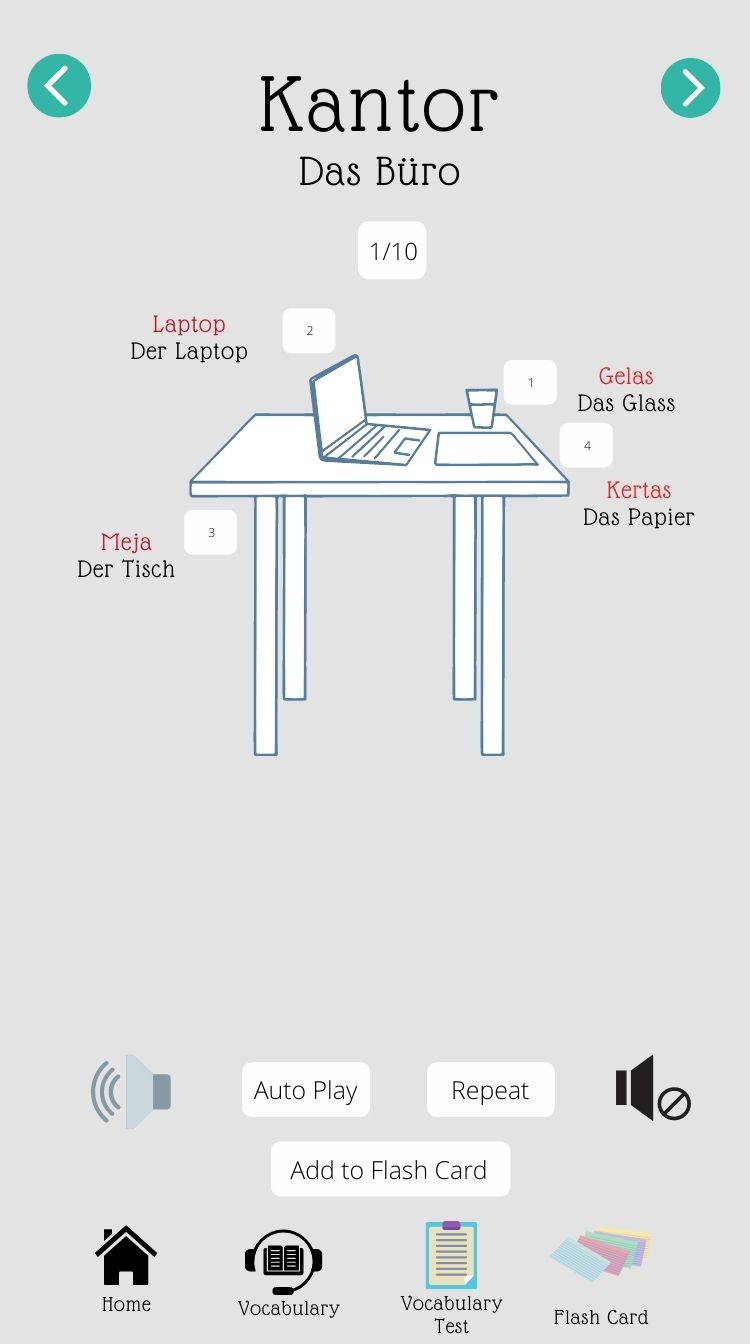 Kantor
Das Büro
1/10
Laptop
Der Laptop
2
1
Gelas
Das Glass
4
Kertas
Das Papier
3
Meja
Der Tisch
Auto Play
Repeat
Add to Flash Card
Home
Vocabulary
Vocabulary
Test
Flash Card